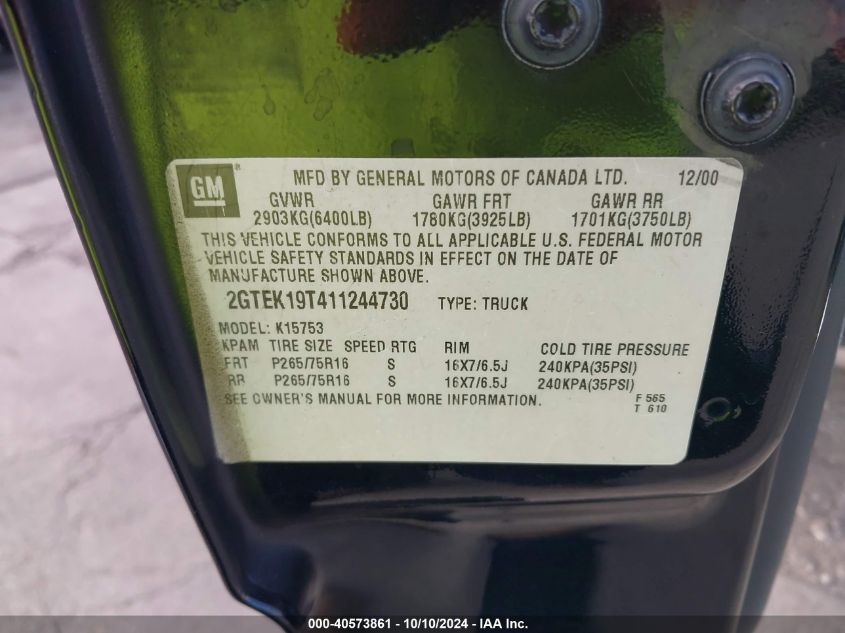 GM ® MFD BY GENERAL MOTORS OF CANADA LTD. 12/00
GVWR GAWR FRT GAWR RR
2903KG(6400LB) 1780KG(3925LB) 1701KG(3750LB)
THIS VEHICLE CONFORMS TO ALL APPLICABLE U.S. FEDERAL MOTOR
VEHICLE SAFETY STANDARDS IN EFFECT ON THE DATE OF
MANUFACTURE SHOWN ABOVE.
2GTEK19T411244730 TYPE: TRUCK
MODEL: K15753
KPAM TIRE SIZE SPEED RTG RIM COLD TIRE PRESSURE
FRT P265/75R16 S 16X7/6.5J 240KPA(35PSI)
RR P265/75R16 S 16X7/6.5J 240KPA(35PSI)
SEE OWNER'S MANUAL FOR MORE INFORMATION. F 565
T 610
000-40573861 - 10/10/2024 - IAA Inc.